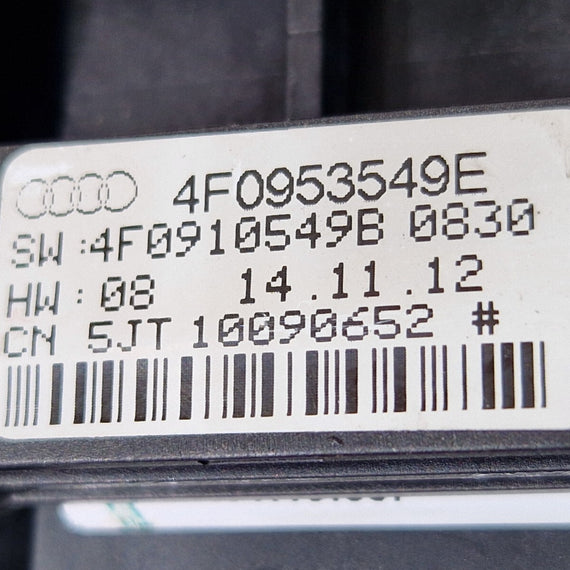 4F0953549E
SW :4F0910549B 0830
HW : 08 14.11.12
CN 5JT 10090652 #